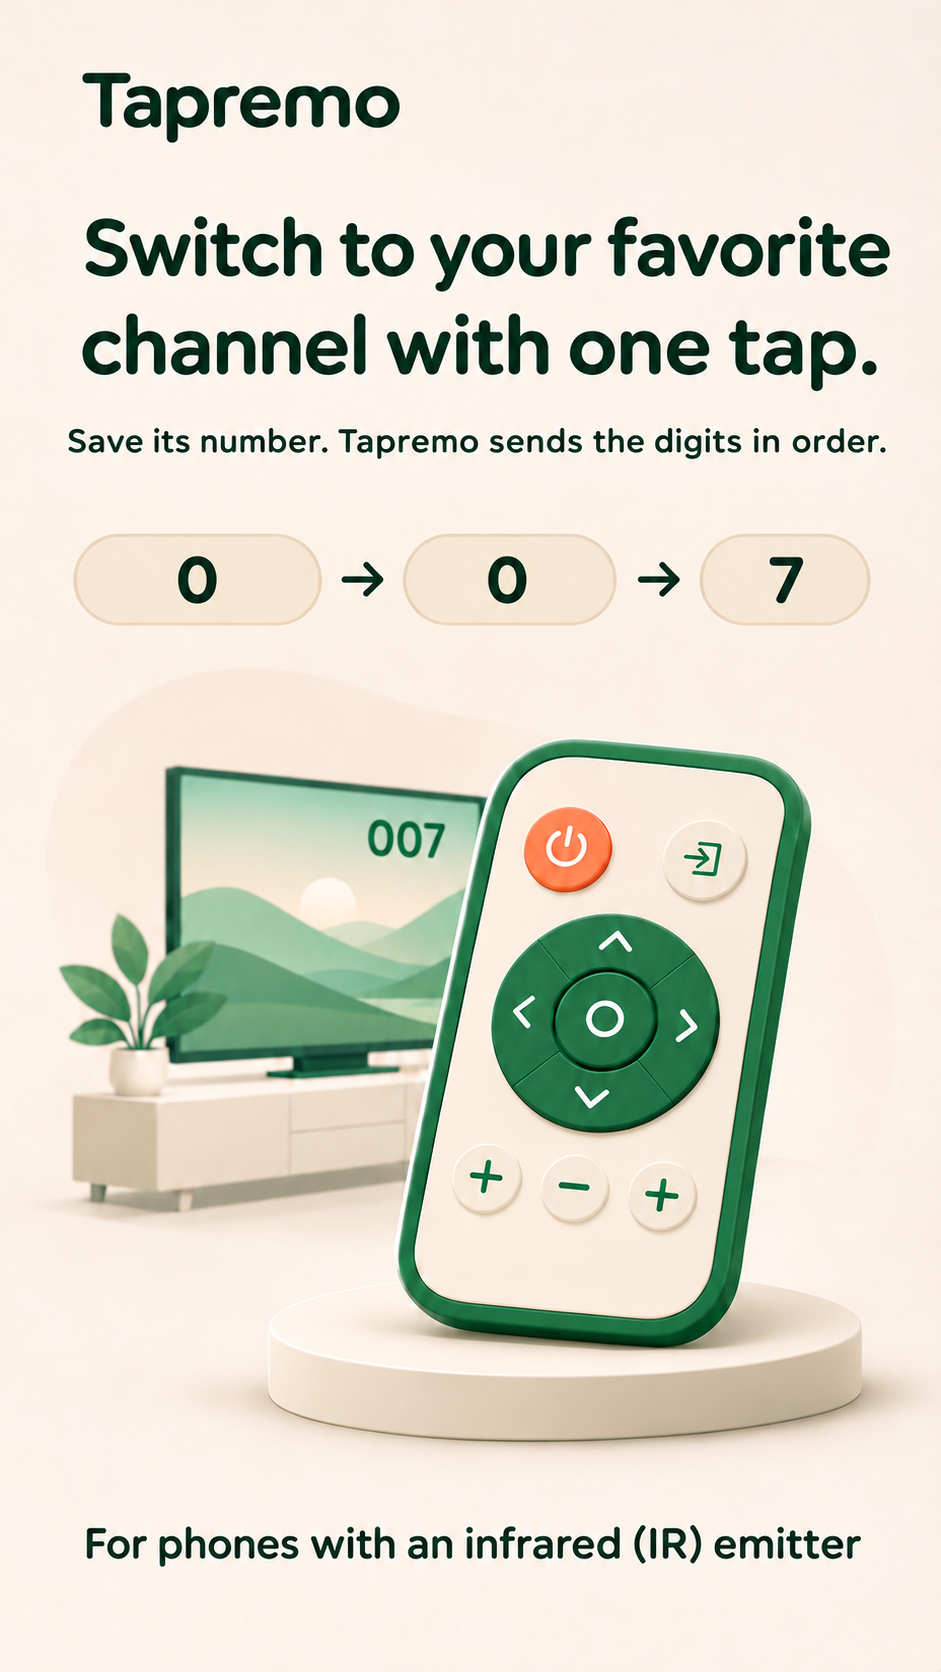 Tapremo
Switch to your favorite
channel with one tap.
Save its number. Tapremo sends the digits in order.
0 → 0 → 7
007
For phones with an infrared (IR) emitter